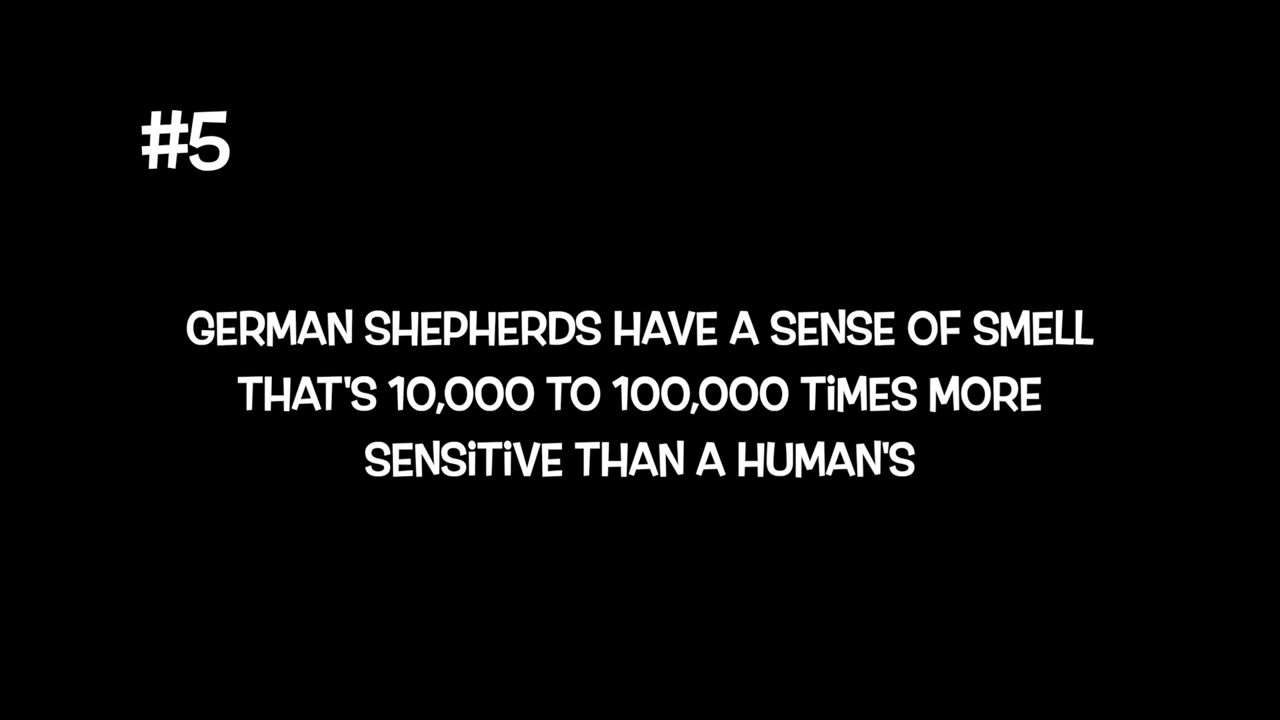 #5
GERMAN SHEPHERDS HAVE A SENSE OF SMELL
THAT'S 10,000 TO 100,000 TiMES MORE
SENSiTiVE THAN A HUMAN'S